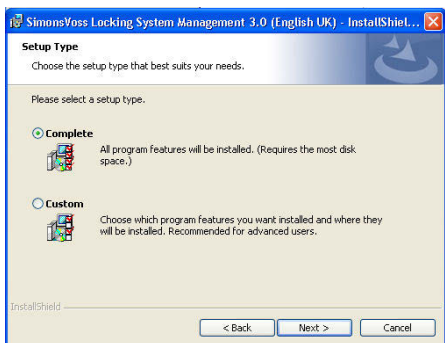 SimonsVoss Locking System Management 3.0 (English UK) - InstallShiel...
Setup Type
Choose the setup type that best suits your needs.
Please select a setup type.
Complete
All program features will be installed. (Requires the most disk
space.)
Custom
Choose which program features you want installed and where they
will be installed. Recommended for advanced users.
InstallShield
< Back Next > Cancel